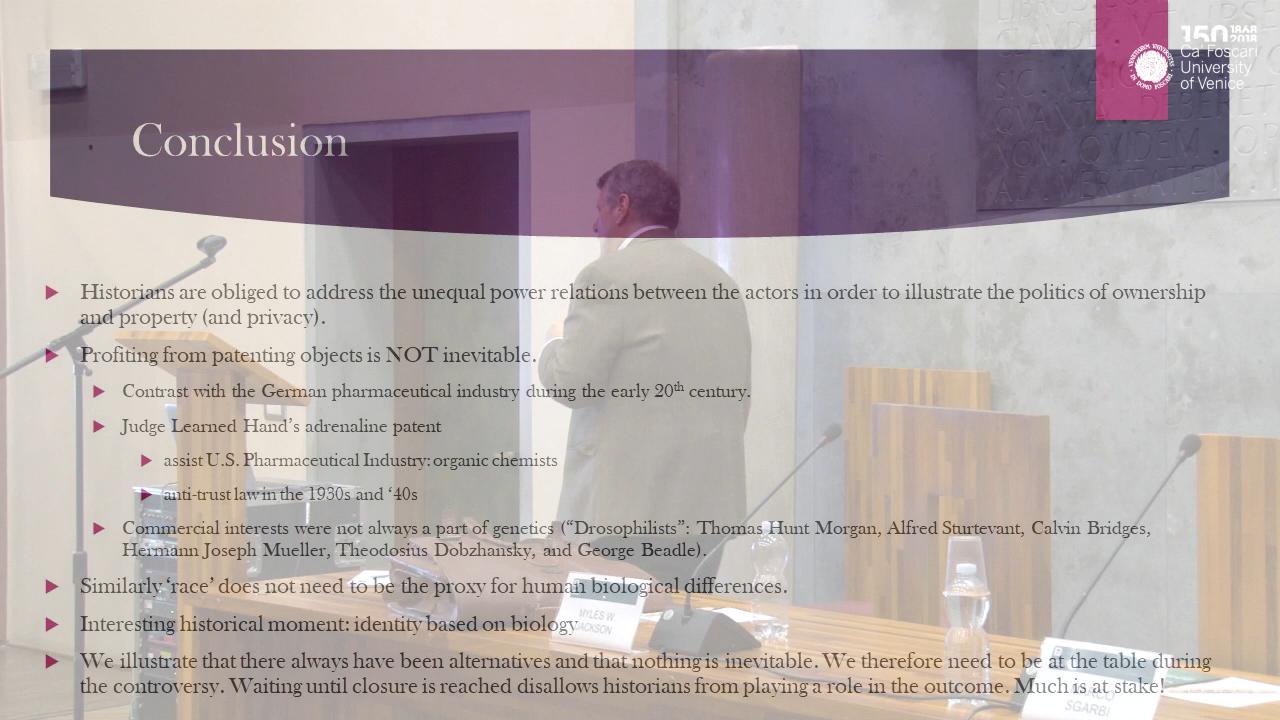 LIBROS
150 1868 2018
Ca' Foscari
University
of Venice
Conclusion
Historians are obliged to address the unequal power relations between the actors in order to illustrate the politics of ownership
and property (and privacy).
Profiting from patenting objects is NOT inevitable.
Contrast with the German pharmaceutical industry during the early 20th century.
Judge Learned Hand's adrenaline patent
assist U.S. Pharmaceutical Industry: organic chemists
anti-trust law in the 1930s and '40s
Commercial interests were not always a part of genetics ("Drosophilists": Thomas Hunt Morgan, Alfred Sturtevant, Calvin Bridges,
Hermann Joseph Mueller, Theodosius Dobzhansky, and George Beadle).
Similarly 'race' does not need to be the proxy for human biological differences.
Interesting historical moment: identity based on biology
MYLES W.
JACKSON
We illustrate that there always have been alternatives and that nothing is inevitable. We therefore need to be at the table during
the controversy. Waiting until closure is reached disallows historians from playing a role in the outcome. Much is at stake!
SGARBI